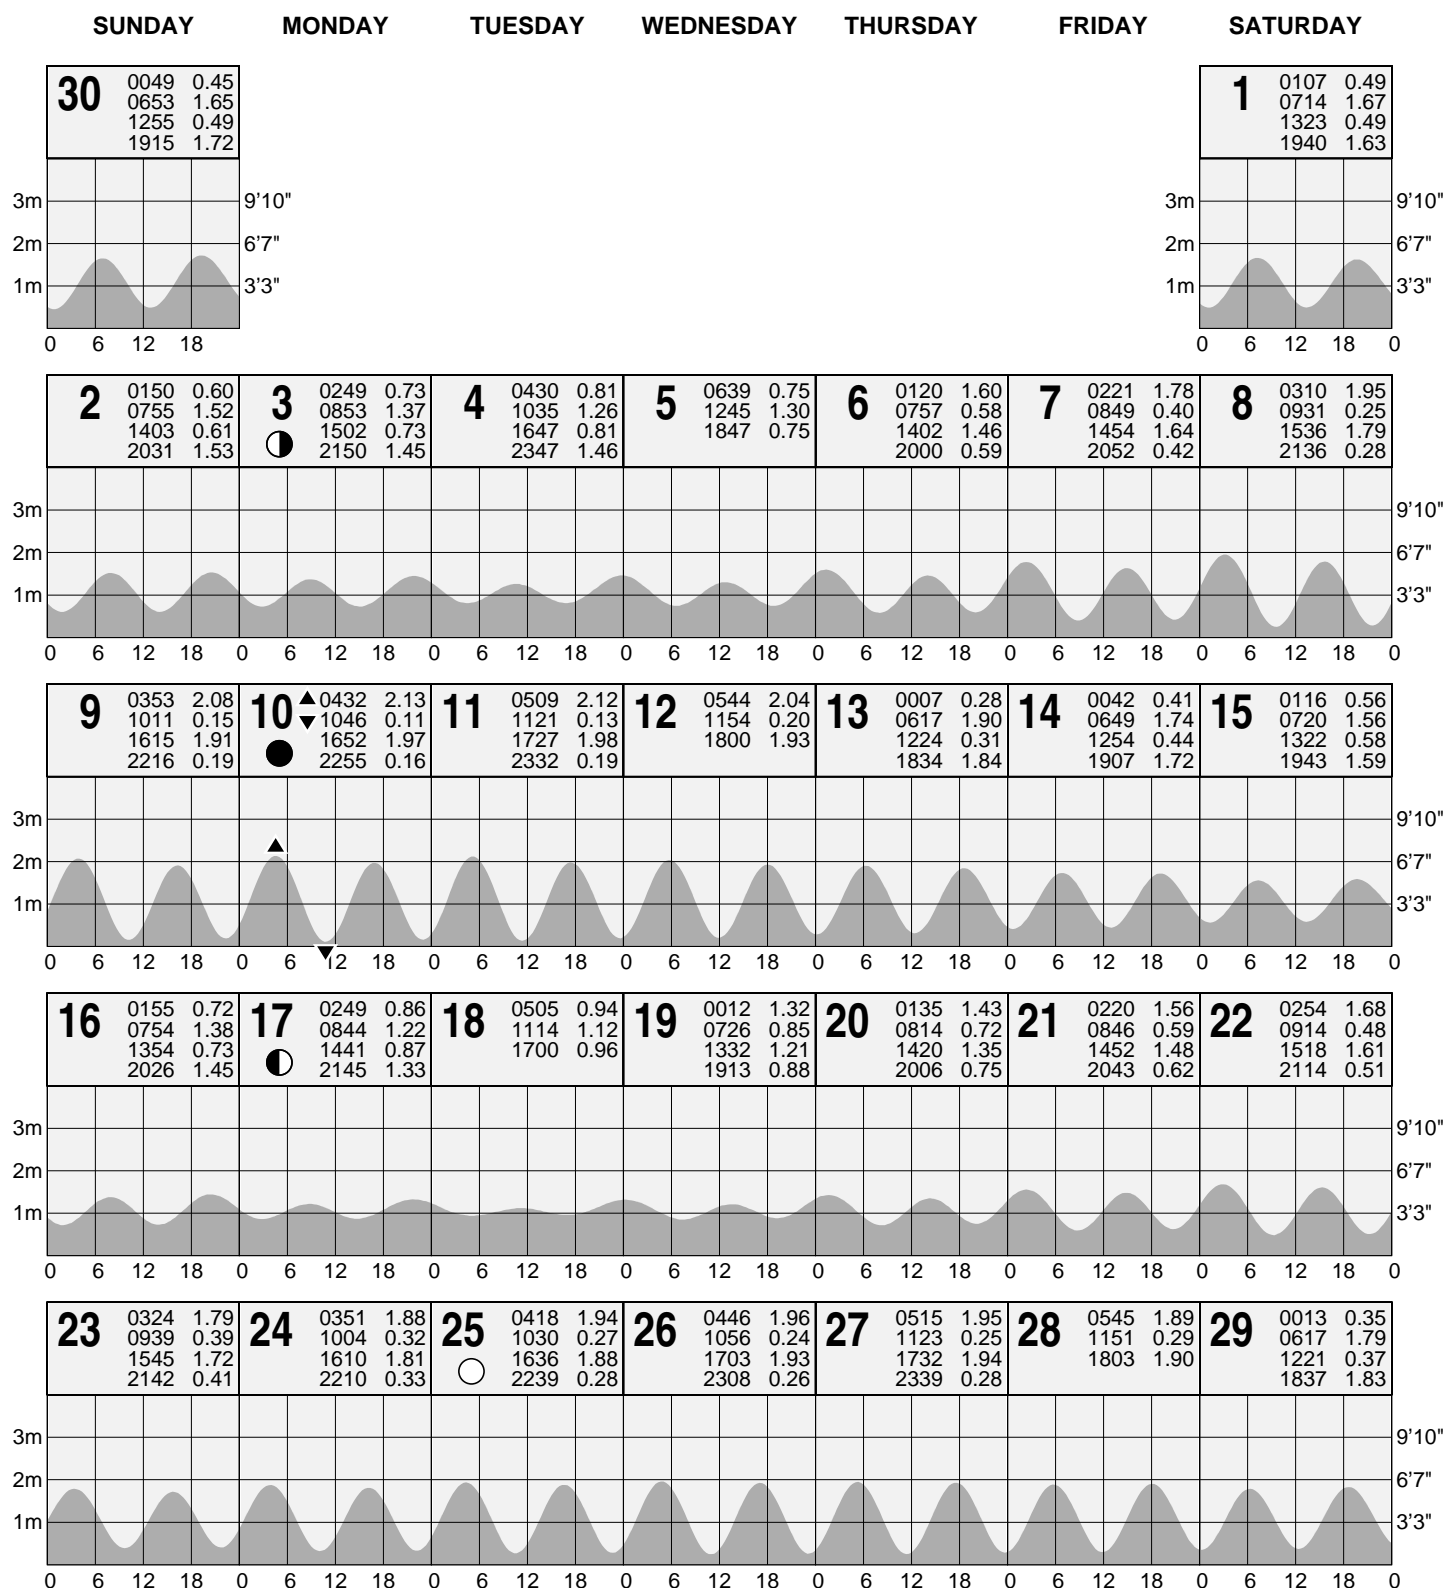 SUNDAY MONDAY TUESDAY WEDNESDAY THURSDAY FRIDAY SATURDAY
30 0049 0.45
0653 1.65
1255 0.49
1915 1.72
1 0107 0.49
0714 1.67
1323 0.49
1940 1.63
3m 9'10" 3m 9'10"
2m 6'7" 2m 6'7"
1m 3'3" 1m 3'3"
0 6 12 18 0 6 12 18 0
2 0150 0.60
0755 1.52
1403 0.61
2031 1.53
3 0249 0.73
0853 1.37
1502 0.73
2150 1.45
4 0430 0.81
1035 1.26
1647 0.81
2347 1.46
5 0639 0.75
1245 1.30
1847 0.75
6 0120 1.60
0757 0.58
1402 1.46
2000 0.59
7 0221 1.78
0849 0.40
1454 1.64
2052 0.42
8 0310 1.95
0931 0.25
1536 1.79
2136 0.28
3m 9'10"
2m 6'7"
1m 3'3"
0 6 12 18 0 6 12 18 0 6 12 18 0 6 12 18 0 6 12 18 0 6 12 18 0 6 12 18 0
9 0353 2.08
1011 0.15
1615 1.91
2216 0.19
10 0432 2.13
1046 0.11
1652 1.97
2255 0.16
11 0509 2.12
1121 0.13
1727 1.98
2332 0.19
12 0544 2.04
1154 0.20
1800 1.93
13 0007 0.28
0617 1.90
1224 0.31
1834 1.84
14 0042 0.41
0649 1.74
1254 0.44
1907 1.72
15 0116 0.56
0720 1.56
1322 0.58
1943 1.59
3m 9'10"
2m 6'7"
1m 3'3"
0 6 12 18 0 6 12 18 0 6 12 18 0 6 12 18 0 6 12 18 0 6 12 18 0 6 12 18 0
16 0155 0.72
0754 1.38
1354 0.73
2026 1.45
17 0249 0.86
0844 1.22
1441 0.87
2145 1.33
18 0505 0.94
1114 1.12
1700 0.96
19 0012 1.32
0726 0.85
1332 1.21
1913 0.88
20 0135 1.43
0814 0.72
1420 1.35
2006 0.75
21 0220 1.56
0846 0.59
1452 1.48
2043 0.62
22 0254 1.68
0914 0.48
1518 1.61
2114 0.51
3m 9'10"
2m 6'7"
1m 3'3"
0 6 12 18 0 6 12 18 0 6 12 18 0 6 12 18 0 6 12 18 0 6 12 18 0 6 12 18 0
23 0324 1.79
0939 0.39
1545 1.72
2142 0.41
24 0351 1.88
1004 0.32
1610 1.81
2210 0.33
25 0418 1.94
1030 0.27
1636 1.88
2239 0.28
26 0446 1.96
1056 0.24
1703 1.93
2308 0.26
27 0515 1.95
1123 0.25
1732 1.94
2339 0.28
28 0545 1.89
1151 0.29
1803 1.90
29 0013 0.35
0617 1.79
1221 0.37
1837 1.83
3m 9'10"
2m 6'7"
1m 3'3"
0 6 12 18 0 6 12 18 0 6 12 18 0 6 12 18 0 6 12 18 0 6 12 18 0 6 12 18 0